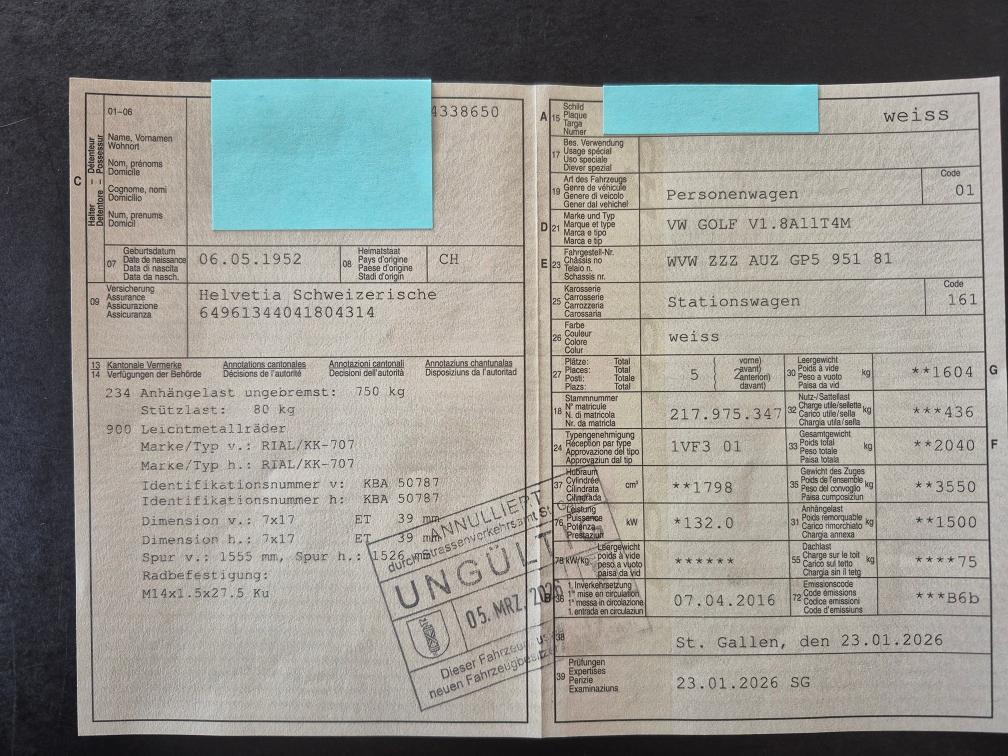 01-06
4338650
Name, Vornamen
Wohnort
Nom, prénoms
Domicile
Cognome, nomi
Domicilio
Num, prenums
Domicil
C
Halter – Détenteur
Detentore – Possessur
07
Geburtsdatum
Date de naissance
Data di nascita
Data da nasch.
06.05.1952
08
Heimatstaat
Pays d'origine
Paese d'origine
Stadi d'origin
CH
09
Versicherung
Assurance
Assicurazione
Assicuranza
Helvetia Schweizerische
64961344041804314
13 Kantonale Vermerke Annotations cantonales Annotazioni cantonali Annotaziuns chantunalas
14 Verfügungen der Behörde Décisions de l'autorité Decisioni dell'autorità Disposiziuns da l'autoritad
234 Anhängelast ungebremst: 750 kg
Stützlast: 80 kg
900 Leichtmetallräder
Marke/Typ v.: RIAL/KK-707
Marke/Typ h.: RIAL/KK-707
Identifikationsnummer v: KBA 50787
Identifikationsnummer h: KBA 50787
Dimension v.: 7x17 ET 39 mm
Dimension h.: 7x17 ET 39 mm
Spur v.: 1555 mm, Spur h.: 1526 mm
Radbefestigung:
M14x1.5x27.5 Ku
ANNULLIERT
durch Strassenverkehrsamt St. G
UNGÜLT
05. MRZ. 2026
Dieser Fahrzeug
neuen Fahrzeugbesitzer
A
15
Schild
Plaque
Targa
Numer
weiss
17
Bes. Verwendung
Usage spécial
Uso speciale
Diever spezial
19
Art des Fahrzeugs
Genre de véhicule
Genere di veicolo
Gener dal vehichel
Personenwagen
Code
01
D
21
Marke und Typ
Marque et type
Marca e tipo
Marca e tip
VW GOLF V1.8AllT4M
E
23
Fahrgestell-Nr.
Châssis no
Telaio n.
Schassis nr.
WVW ZZZ AUZ GP5 951 81
25
Karosserie
Carrosserie
Carrozzeria
Carossaria
Stationswagen
Code
161
26
Farbe
Couleur
Colore
Colur
weiss
27
Plätze: Total
Places: Total
Posti: Totale
Plazs: Total
5
vorne)
avant)
anterion)
davant)
2
30
Leergewicht
Poids à vide
Peso a vuoto
Paisa da vid
kg
**1604
G
18
Stammnummer
N° matricule
N. di matricola
Nr. da matricla
217.975.347
32
Nutz-/Sattellast
Charge utile/sellette
Carico utile/sella
Chargia utila/sella
kg
***436
24
Typengenehmigung
Réception par type
Approvazione del tipo
Approvaziun dal tip
1VF3 01
33
Gesamtgewicht
Poids total
Peso totale
Paisa totala
kg
**2040
F
37
Hubraum
Cylindrée
Cilindrata
Cilindrada
cm³
**1798
35
Gewicht des Zuges
Poids de l'ensemble
Peso del convoglio
Paisa cumposiziun
kg
**3550
76
Leistung
Puissance
Potenza
Prestaziun
kW
*132.0
31
Anhängelast
Poids remorquable
Carico rimorchiato
Chargia annexa
kg
**1500
78 kW/kg
Leergewicht
poids à vide
peso a vuoto
paisa da vid
******
55
Dachlast
Charge sur le toit
Carico sul tetto
Chargia sin il tetg
kg
****75
B
36
1. Inverkehrsetzung
1re mise en circulation
1a messa in circolazione
1. entrada en circulaziun
07.04.2016
72
Emissionscode
Code émissions
Codice emissioni
Code d'emissiuns
***B6b
38
St. Gallen, den 23.01.2026
39
Prüfungen
Expertises
Perizie
Examinaziuns
23.01.2026 SG